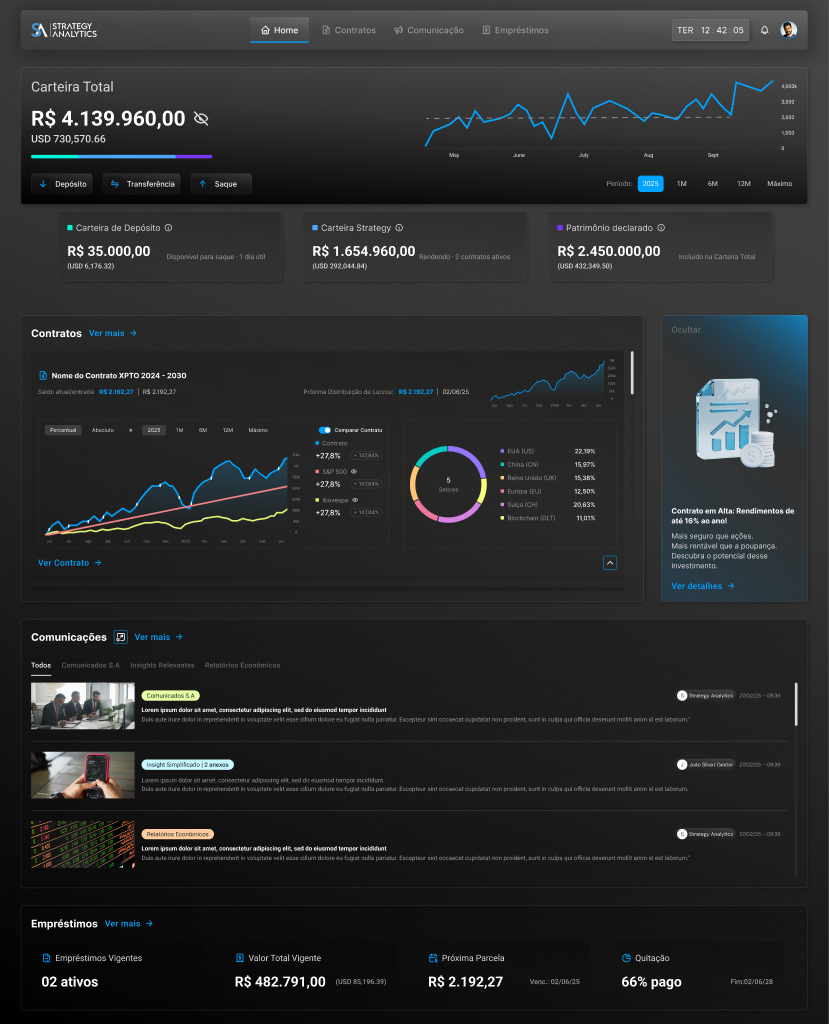 STRATEGY
ANALYTICS
Home
Contratos
Comunicação
Empréstimos
TER : 12 : 42 : 05
Carteira Total
R$ 4.139.960,00
USD 730,570.66
Depósito
Transferência
Saque
4,000k
3,000
2,000
1,000
0
May
June
July
Aug
Sept
Período:
2025
1M
6M
12M
Máximo
Carteira de Depósito
R$ 35.000,00
(USD 6,176.32)
Disponível para saque · 1 dia útil
Carteira Strategy
R$ 1.654.960,00
(USD 292,044.84)
Rendendo · 2 contratos ativos
Patrimônio declarado
R$ 2.450.000,00
(USD 432,349.50)
Incluído na Carteira Total
Contratos
Ver mais
Nome do Contrato XPTO 2024 - 2030
Saldo atual/entrada
R$ 2.192,27 | R$ 2.192,27
Próxima Distribuição de Lucros:
R$ 2.192,27 | 02/06/25
Percentual
Absoluto
2025
1M
6M
12M
Máximo
Comparar Contrato
Contrato
+27,8%
+ 147,84%
S&P 500
+27,8%
+ 147,84%
Ibovespa
+27,8%
+ 147,84%
5
Setores
EUA (US) 22,19%
China (CN) 15,97%
Reino Unido (UK) 15,38%
Europa (EU) 12,50%
Suíça (CH) 20,63%
Blockchain (DLT) 11,01%
Ver Contrato
Ocultar
Contrato em Alta: Rendimentos de
até 16% ao ano!
Mais seguro que ações.
Mais rentável que a poupança.
Descubra o potencial desse
investimento.
Ver detalhes
Comunicações
Ver mais
Todos
Comunicados S.A
Insights Relevantes
Relatórios Econômicos
Comunicados S.A
S Strategy Analytics
27/02/25 - 09:36
Lorem ipsum dolor sit amet, consectetur adipiscing elit, sed do eiusmod tempor incididunt
Duis aute irure dolor in reprehenderit in voluptate velit esse cillum dolore eu fugiat nulla pariatur. Excepteur sint occaecat cupidatat non proident, sunt in culpa qui officia deserunt mollit anim id est laborum."
Insight Simplificado | 2 anexos
J João Silva | Gestor
27/02/25 - 09:36
Lorem ipsum dolor sit amet, consectetur adipiscing elit, sed do eiusmod tempor incididunt.
Duis aute irure dolor in reprehenderit in voluptate velit esse cillum dolore eu fugiat nulla pariatur. Excepteur sint occaecat cupidatat non proident, sunt in culpa qui officia deserunt mollit anim id est laborum.
Relatórios Econômicos
S Strategy Analytics
27/02/25 - 09:36
Lorem ipsum dolor sit amet, consectetur adipiscing elit, sed do eiusmod tempor incididunt
Duis aute irure dolor in reprehenderit in voluptate velit esse cillum dolore eu fugiat nulla pariatur. Excepteur sint occaecat cupidatat non proident, sunt in culpa qui officia deserunt mollit anim id est laborum."
Empréstimos
Ver mais
Empréstimos Vigentes
02 ativos
Valor Total Vigente
R$ 482.791,00
(USD 85,196.39)
Próxima Parcela
R$ 2.192,27
Venc.: 02/06/25
Quitação
66% pago
Fim:02/06/28